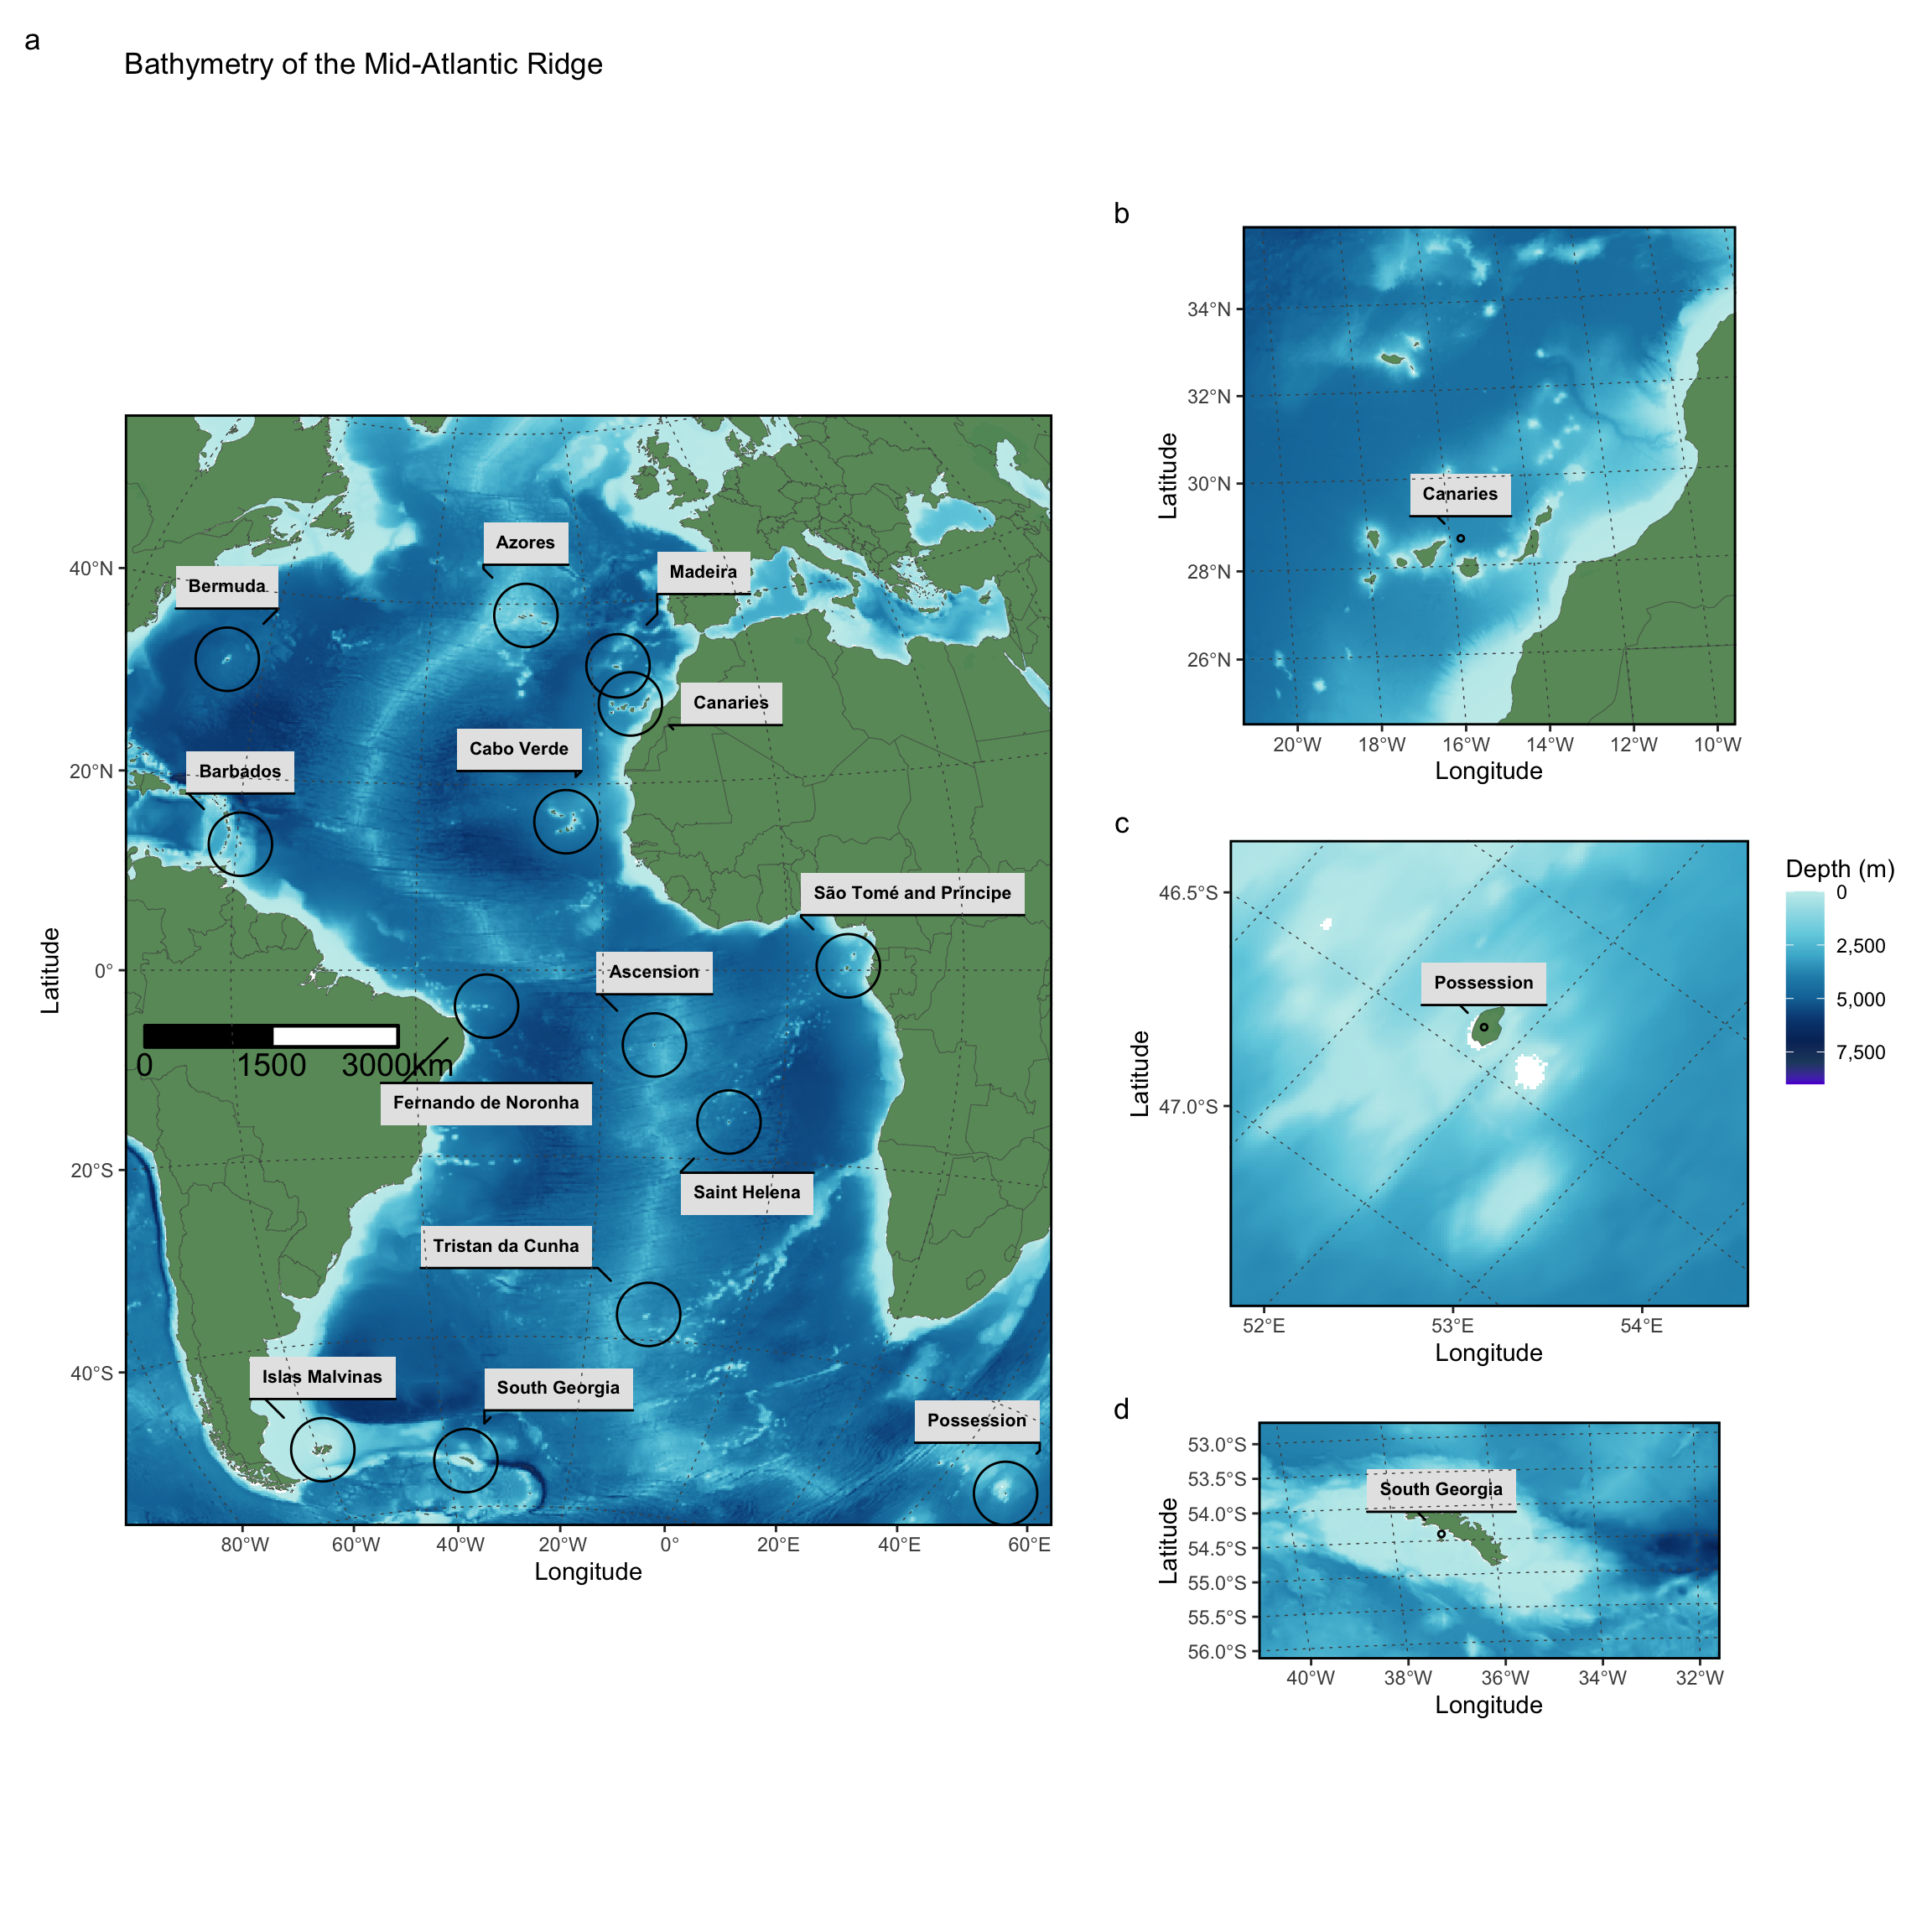 a
Bathymetry of the Mid-Atlantic Ridge
Latitude
40°N
20°N
0°
20°S
40°S
Azores
Madeira
Bermuda
Canaries
Cabo Verde
Barbados
São Tomé and Príncipe
Ascension
0 1500 3000km
Fernando de Noronha
Saint Helena
Tristan da Cunha
Islas Malvinas
South Georgia
Possession
80°W 60°W 40°W 20°W 0° 20°E 40°E 60°E
Longitude
b
Latitude
34°N
32°N
30°N
28°N
26°N
Canaries
20°W 18°W 16°W 14°W 12°W 10°W
Longitude
c
Latitude
46.5°S
47.0°S
Possession
52°E 53°E 54°E
Longitude
Depth (m)
0
2,500
5,000
7,500
d
Latitude
53.0°S
53.5°S
54.0°S
54.5°S
55.0°S
55.5°S
56.0°S
South Georgia
40°W 38°W 36°W 34°W 32°W
Longitude